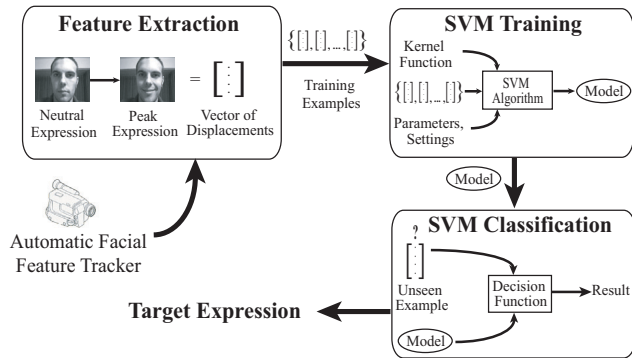 Feature Extraction
Neutral
Expression
Peak
Expression
=
Vector of
Displacements
Automatic Facial
Feature Tracker
{[⋮],[⋮],...,[⋮]}
Training
Examples
SVM Training
Kernel
Function
{[⋮],[⋮],...,[⋮]}
Parameters,
Settings
SVM
Algorithm
Model
Model
SVM Classification
?
Unseen
Example
Model
Decision
Function
Result
Target Expression